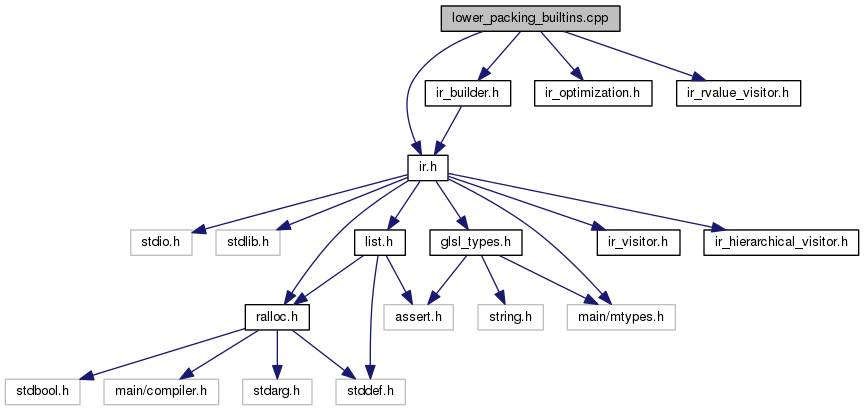 lower_packing_builtins.cpp
ir_builder.h
ir_optimization.h
ir_rvalue_visitor.h
ir.h
stdio.h
stdlib.h
list.h
glsl_types.h
ir_visitor.h
ir_hierarchical_visitor.h
ralloc.h
assert.h
string.h
main/mtypes.h
stdbool.h
main/compiler.h
stdarg.h
stddef.h